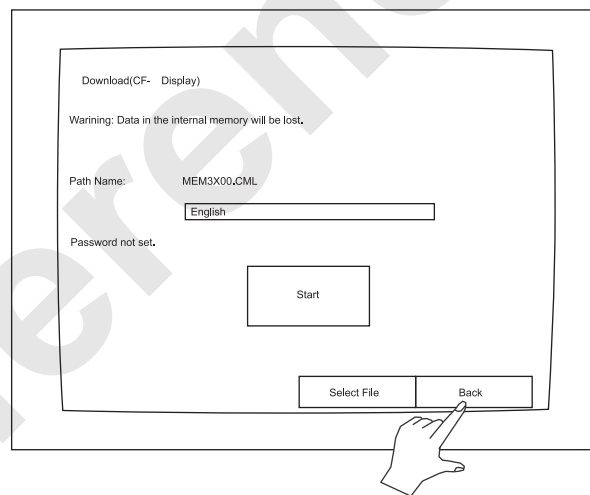 Download(CF- Display)
Warining: Data in the internal memory will be lost.
Path Name: MEM3X00.CML
English
Password not set.
Start
Select File Back